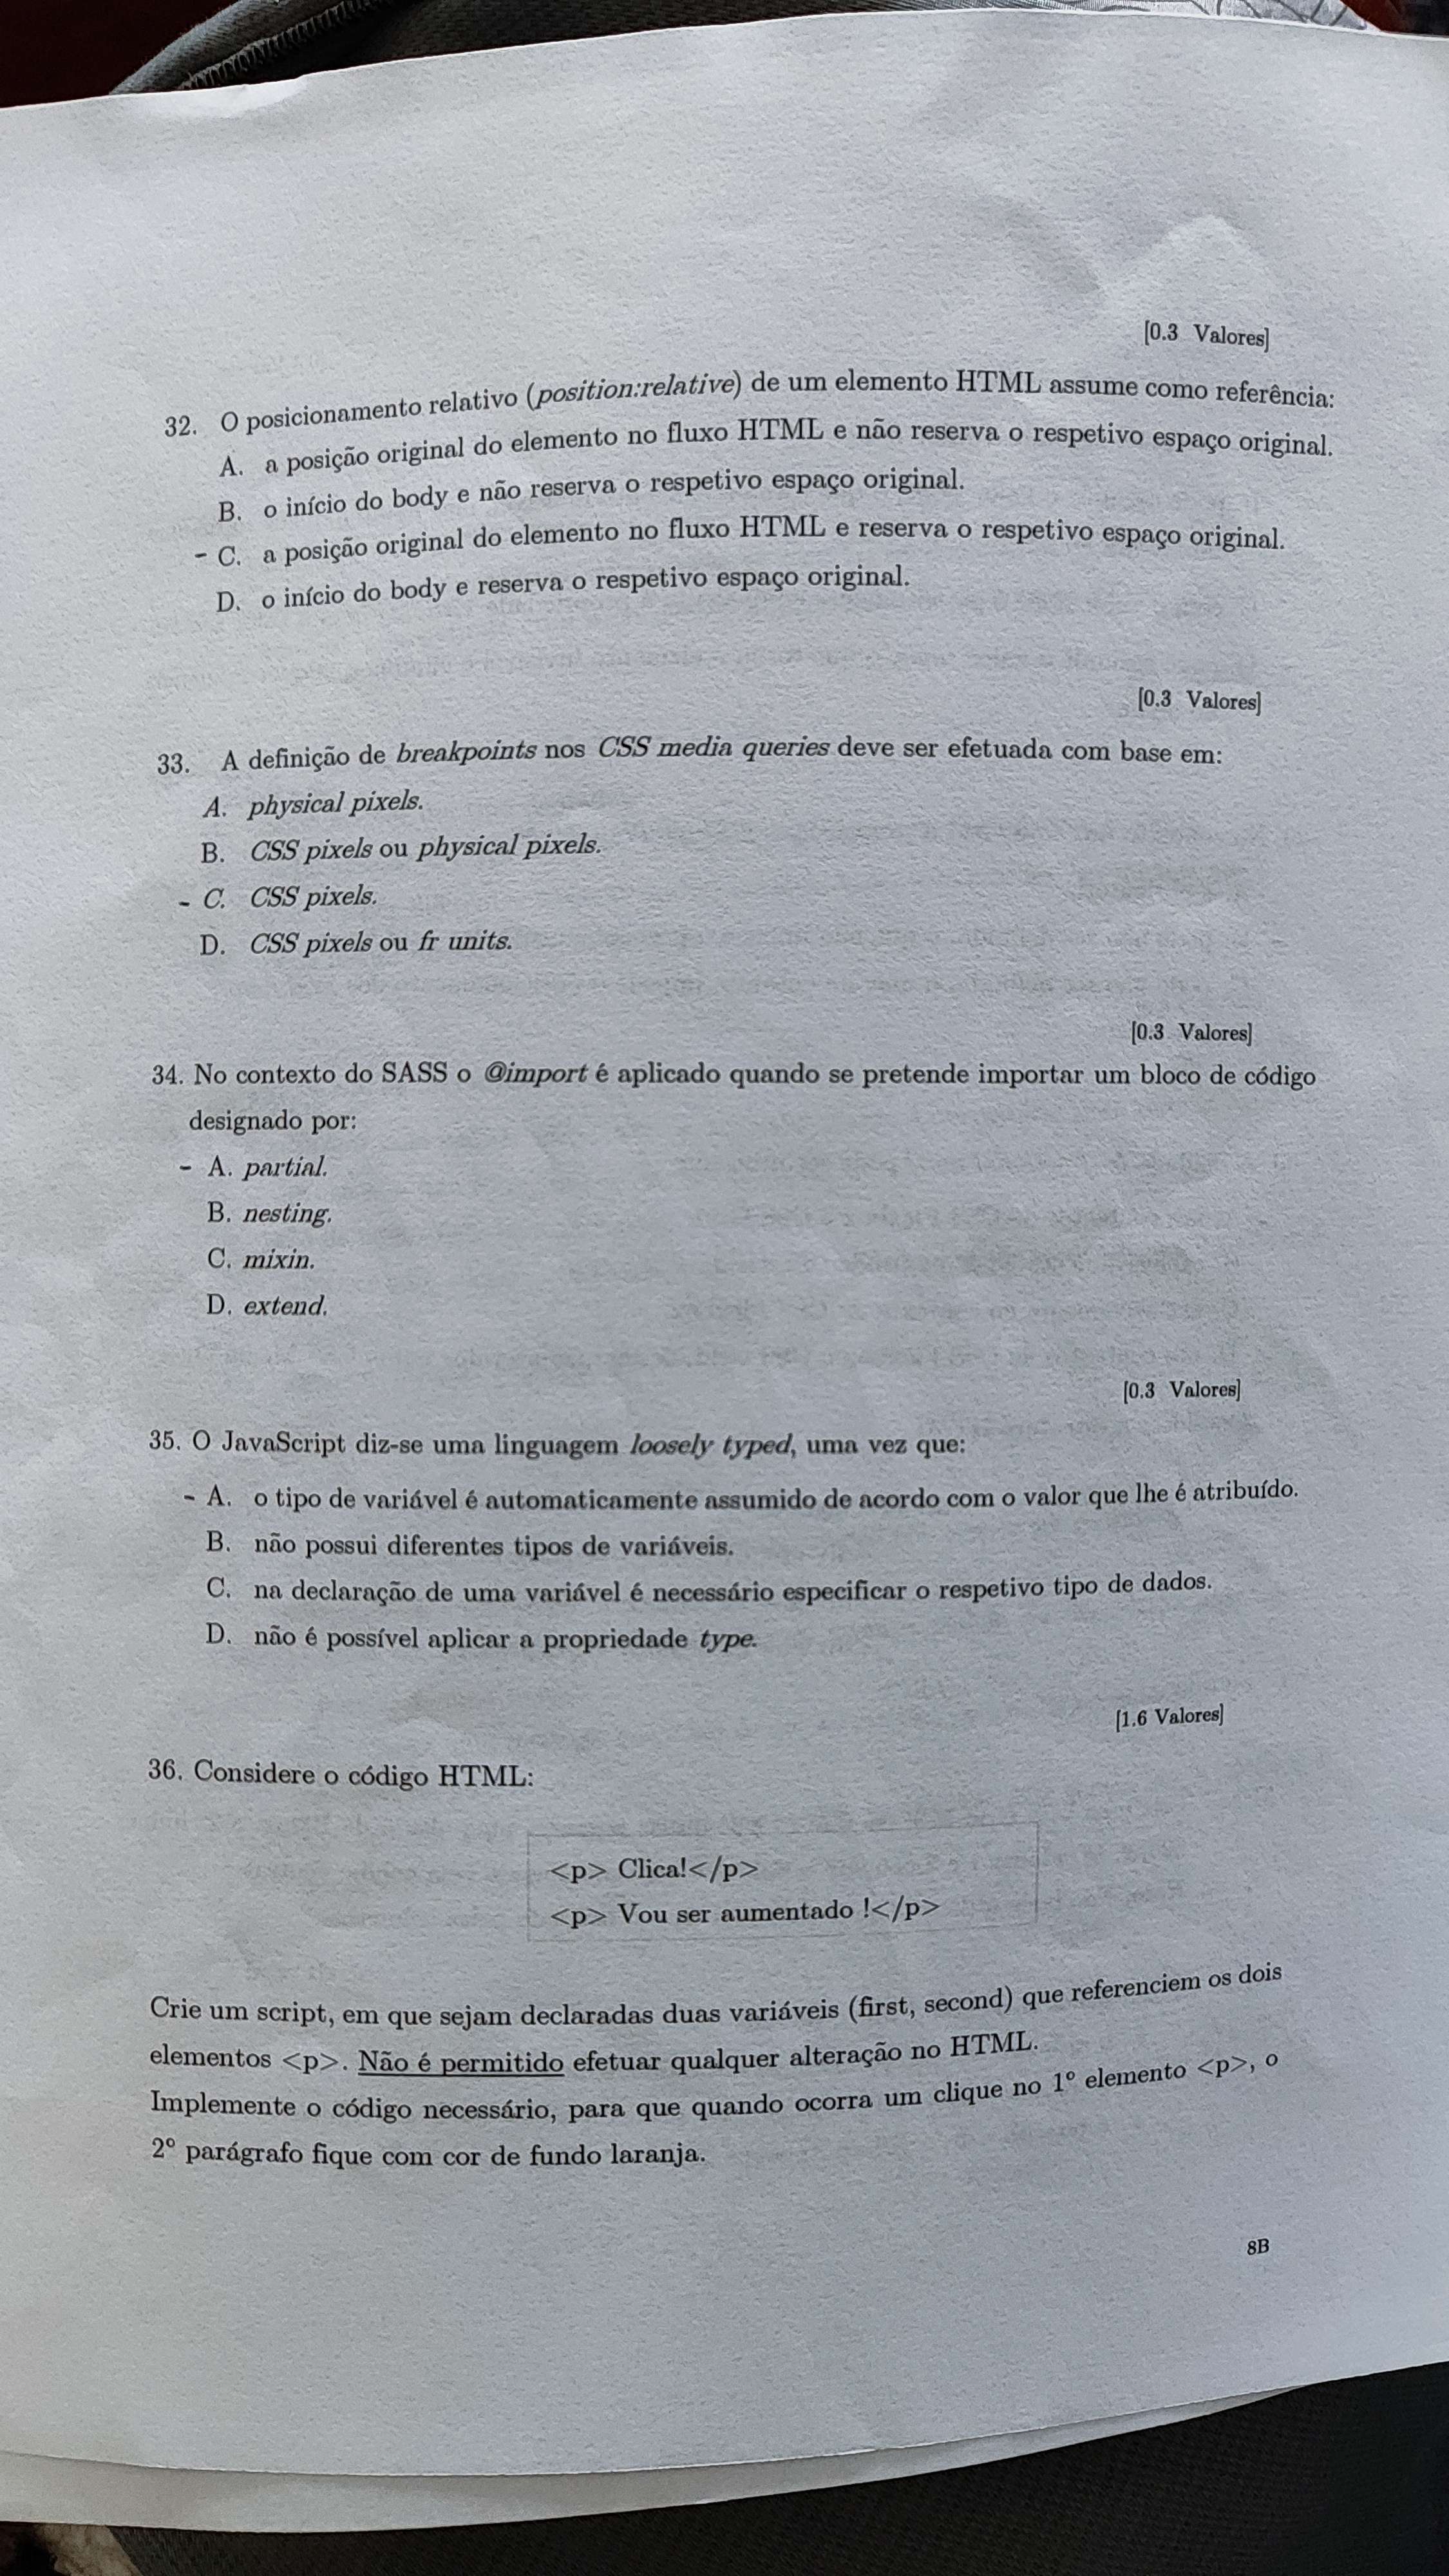 [0.3 Valores]
32. O posicionamento relativo (position:relative) de um elemento HTML assume como referência:
A. a posição original do elemento no fluxo HTML e não reserva o respetivo espaço original.
B. o início do body e não reserva o respetivo espaço original.
- C. a posição original do elemento no fluxo HTML e reserva o respetivo espaço original.
D. o início do body e reserva o respetivo espaço original.
[0.3 Valores]
33. A definição de breakpoints nos CSS media queries deve ser efetuada com base em:
A. physical pixels.
B. CSS pixels ou physical pixels.
- C. CSS pixels.
D. CSS pixels ou fr units.
[0.3 Valores]
34. No contexto do SASS o @import é aplicado quando se pretende importar um bloco de código
designado por:
- A. partial.
B. nesting.
C. mixin.
D. extend.
[0.3 Valores]
35. O JavaScript diz-se uma linguagem loosely typed, uma vez que:
- A. o tipo de variável é automaticamente assumido de acordo com o valor que lhe é atribuído.
B. não possui diferentes tipos de variáveis.
C. na declaração de uma variável é necessário especificar o respetivo tipo de dados.
D. não é possível aplicar a propriedade type.
[1.6 Valores]
36. Considere o código HTML:
<p> Clica!</p>
<p> Vou ser aumentado !</p>
Crie um script, em que sejam declaradas duas variáveis (first, second) que referenciem os dois
elementos <p>. Não é permitido efetuar qualquer alteração no HTML.
Implemente o código necessário, para que quando ocorra um clique no 1º elemento <p>, o
2º parágrafo fique com cor de fundo laranja.
8B